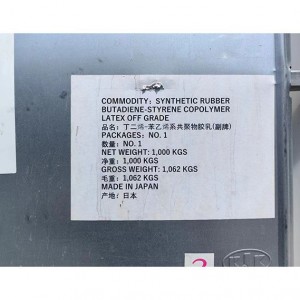 COMMODITY: SYNTHETIC RUBBER
BUTADIENE-STYRENE COPOLYMER
LATEX OFF GRADE
品名：丁二烯-苯乙烯系共聚物胶乳(副牌)
PACKAGES: NO. 1
数量: NO. 1
NET WEIGHT: 1,000 KGS
净重: 1,000 KGS
GROSS WEIGHT: 1,062 KGS
毛重: 1,062 KGS
MADE IN JAPAN
产地: 日本